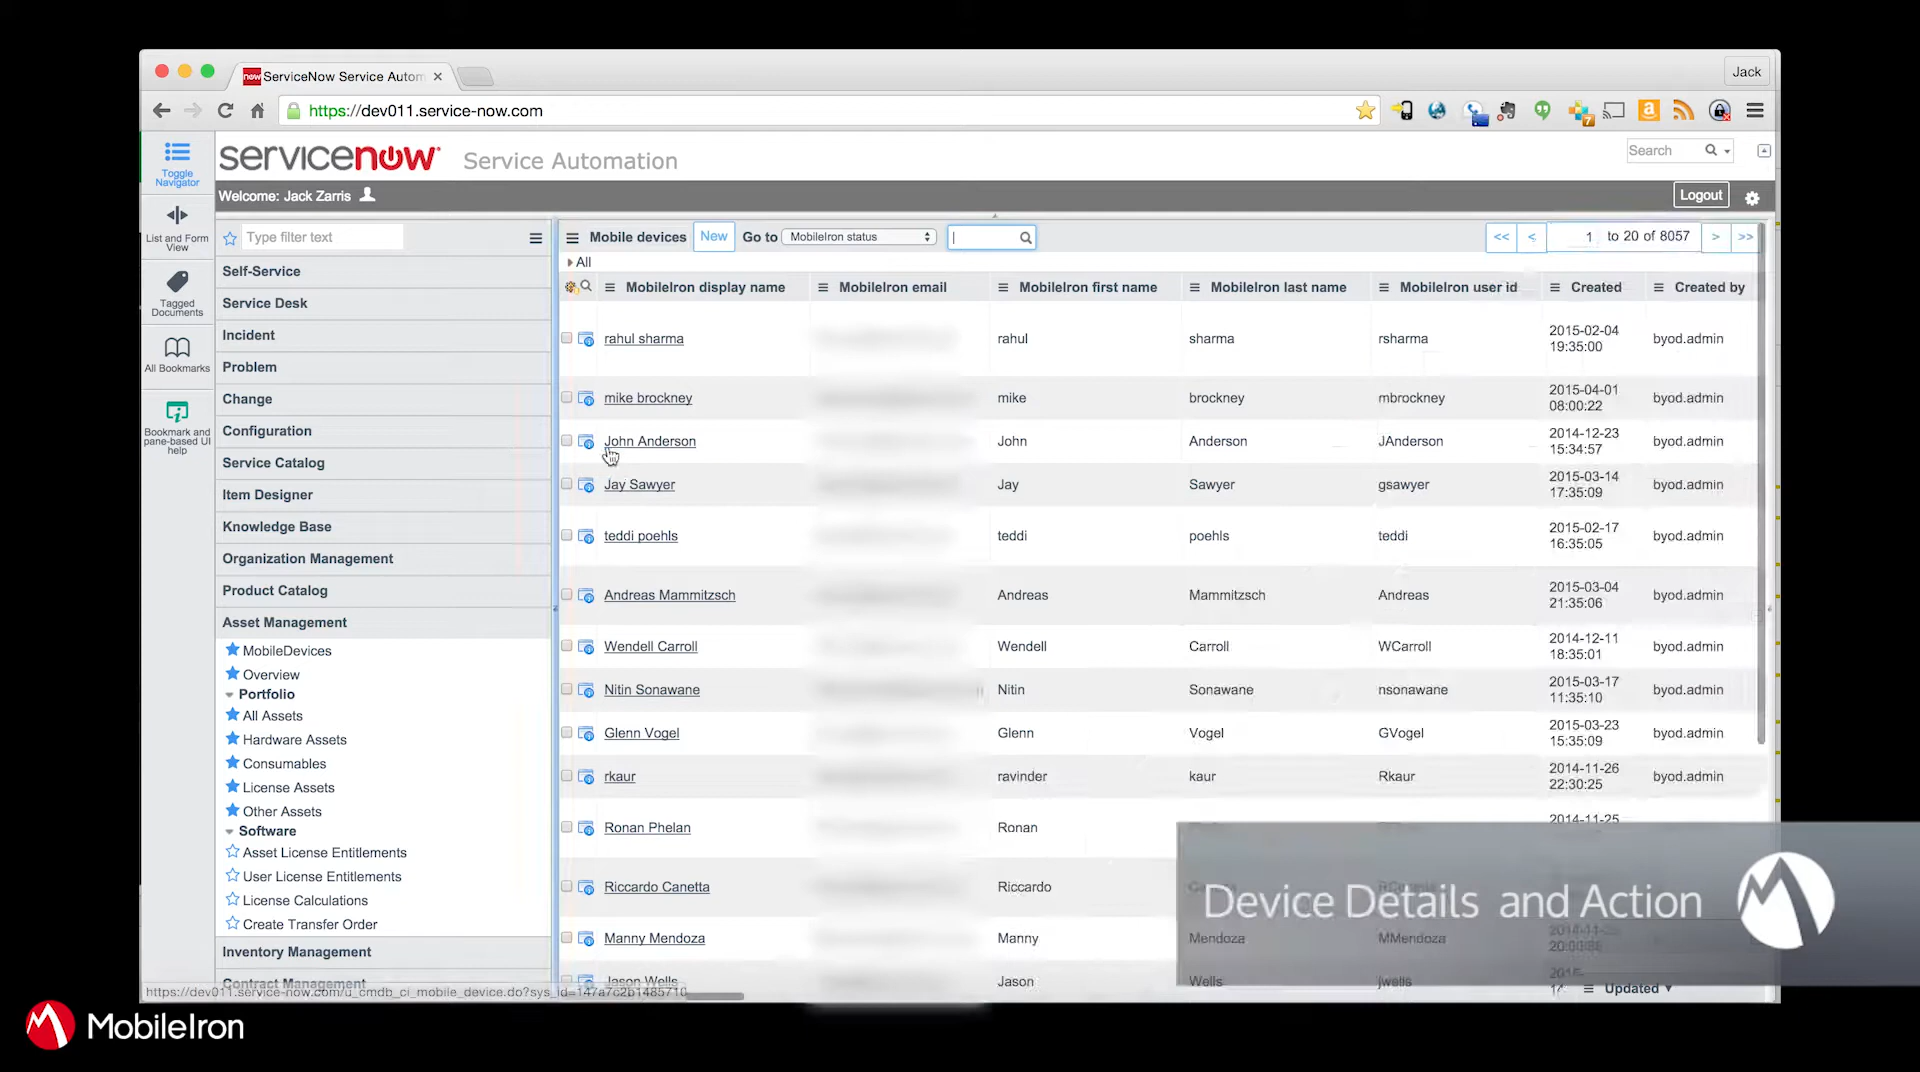 ServiceNow Service Autom
Jack
https://dev011.service-now.com
7
servicenow Service Automation
Search
Toggle Navigator
Welcome: Jack Zarris
Logout
List and Form View
Tagged Documents
All Bookmarks
Bookmark and pane-based UI help
Type filter text
Self-Service
Service Desk
Incident
Problem
Change
Configuration
Service Catalog
Item Designer
Knowledge Base
Organization Management
Product Catalog
Asset Management
MobileDevices
Overview
Portfolio
All Assets
Hardware Assets
Consumables
License Assets
Other Assets
Software
Asset License Entitlements
User License Entitlements
License Calculations
Create Transfer Order
Inventory Management
Contract Management
Mobile devices New Go to MobileIron status << < 1 to 20 of 8057 > >>
All
MobileIron display name MobileIron email MobileIron first name MobileIron last name MobileIron user id Created Created by
rahul sharma rahul sharma rsharma 2015-02-04 19:35:00 byod.admin
mike brockney mike brockney mbrockney 2015-04-01 08:00:22 byod.admin
John Anderson John Anderson JAnderson 2014-12-23 15:34:57 byod.admin
Jay Sawyer Jay Sawyer gsawyer 2015-03-14 17:35:09 byod.admin
teddi poehls teddi poehls teddi 2015-02-17 16:35:05 byod.admin
Andreas Mammitzsch Andreas Mammitzsch Andreas 2015-03-04 21:35:06 byod.admin
Wendell Carroll Wendell Carroll WCarroll 2014-12-11 18:35:01 byod.admin
Nitin Sonawane Nitin Sonawane nsonawane 2015-03-17 11:35:10 byod.admin
Glenn Vogel Glenn Vogel GVogel 2015-03-23 15:35:09 byod.admin
rkaur ravinder kaur Rkaur 2014-11-26 22:30:25 byod.admin
Ronan Phelan Ronan 2014-11-25
Riccardo Canetta Riccardo
Manny Mendoza Manny Mendoza MMendoza
Jason Wells Jason Wells jwells
Updated
https://dev011.service-now.com/u_cmdb_ci_mobile_device.do?sys_id=147a7c2b1485710
Device Details and Action
MobileIron